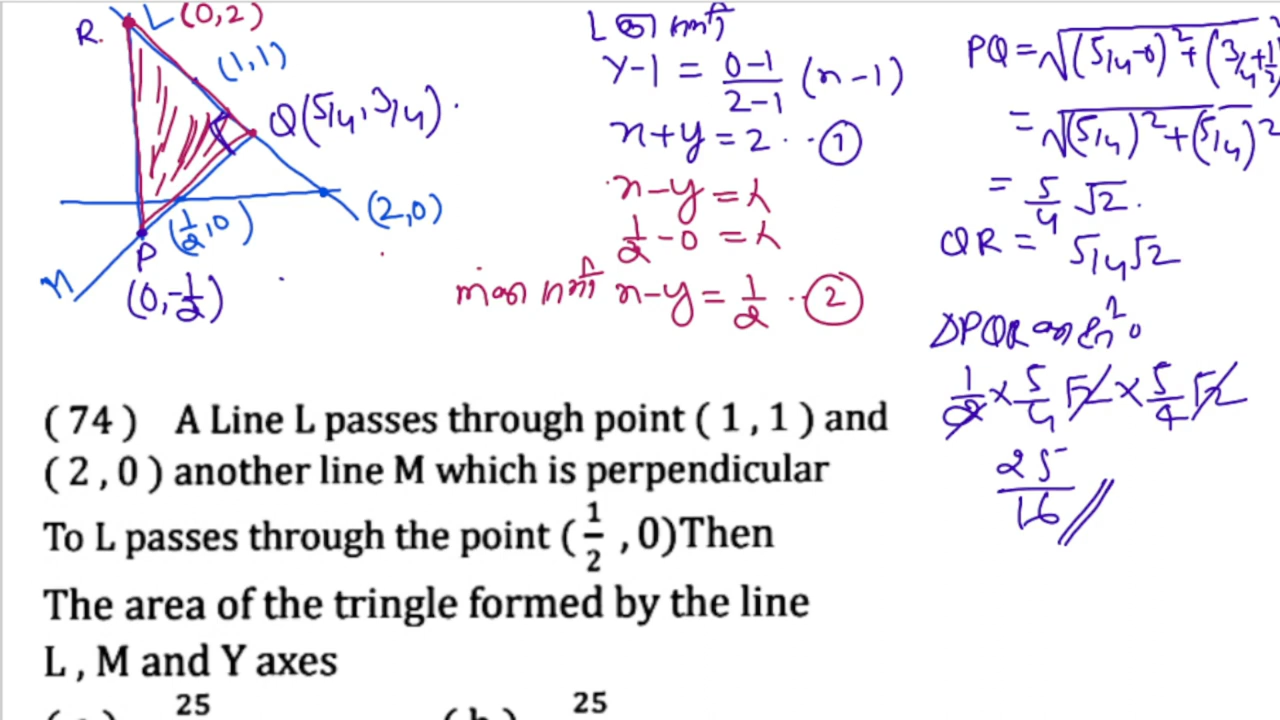 R. L (0,2)
(1,1)
Q(5/4,3/4).
(2,0)
(1/2,0)
P
M
(0,-1/2)
L
y-1 = 0-1/2-1 (x-1)
x+y=2 .. ①
x-y=λ
1/2-0=λ
x-y=1/2 .. ②
PQ=√(5/4-0)²+(3/4+1/2
=√(5/4)²+(5/4)²
=5/4 √2.
QR = 5/4√2
ΔPQR
1/2×5/4√2×5/4√2
25/16//
(74) A Line L passes through point (1,1) and
(2,0) another line M which is perpendicular
To L passes through the point (1/2,0)Then
The area of the tringle formed by the line
L, M and Y axes
25 25